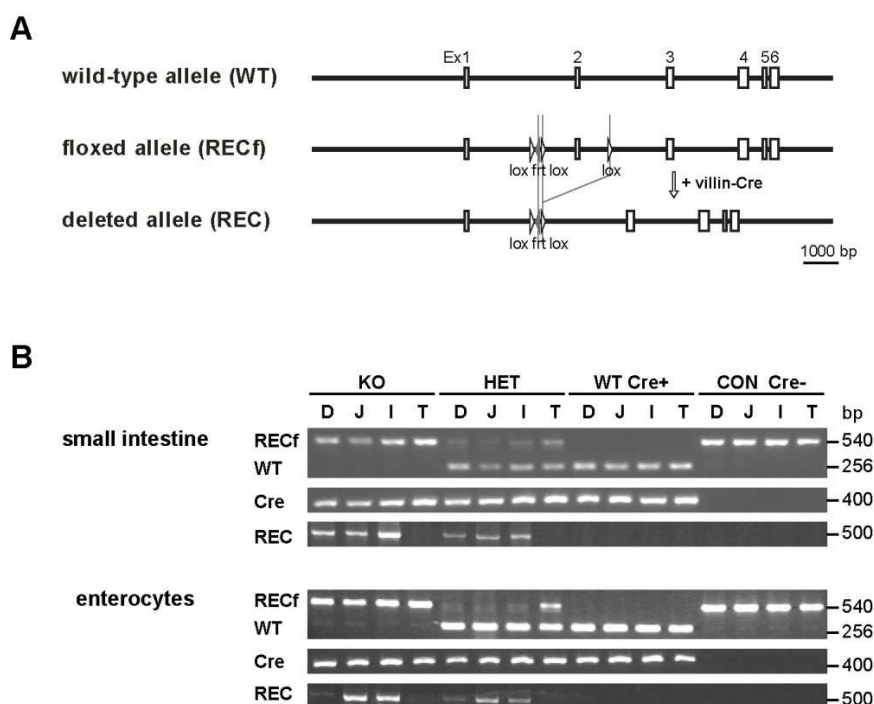 A
Ex1 2 3 4 5 6
wild-type allele (WT)
floxed allele (RECf)
lox frt lox lox
+ villin-Cre
deleted allele (REC)
lox frt lox
1000 bp
B
KO HET WT Cre+ CON Cre-
D J I T D J I T D J I T D J I T bp
small intestine RECf 540
WT 256
Cre 400
REC 500
enterocytes RECf 540
WT 256
Cre 400
REC 500